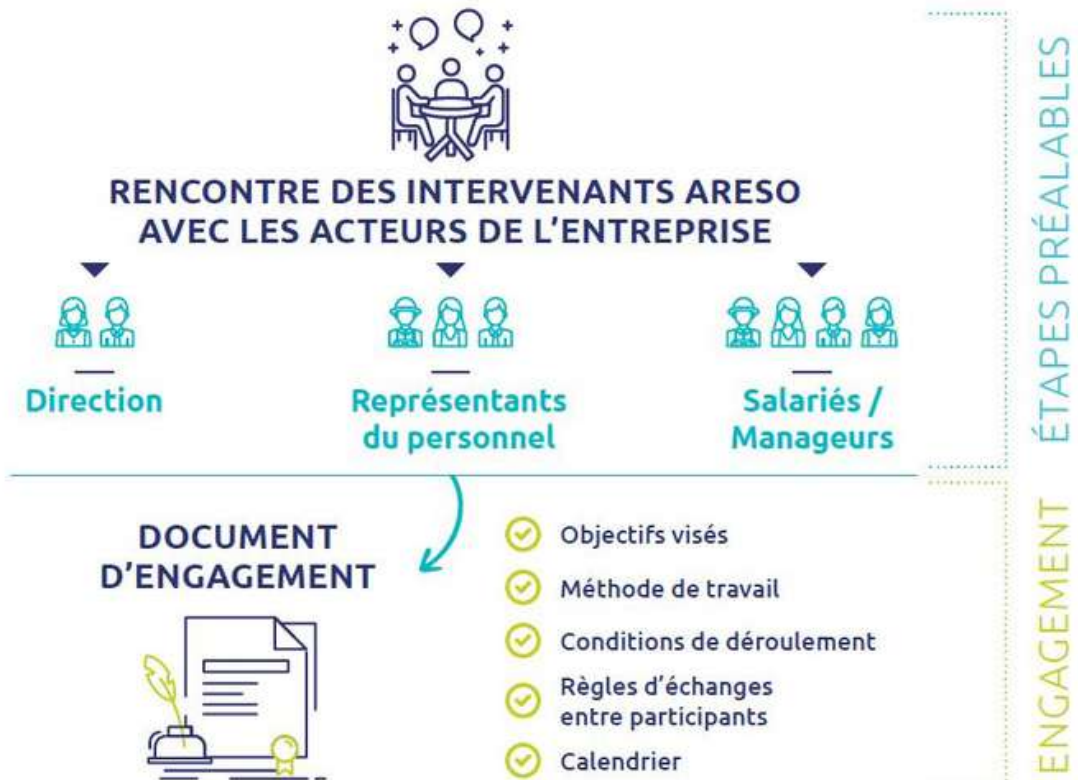 RENCONTRE DES INTERVENANTS ARESO
AVEC LES ACTEURS DE L'ENTREPRISE
Direction
Représentants
du personnel
Salariés /
Manageurs
ÉTAPES PRÉALABLES
DOCUMENT
D'ENGAGEMENT
Objectifs visés
Méthode de travail
Conditions de déroulement
Règles d'échanges
entre participants
Calendrier
ENGAGEMENT